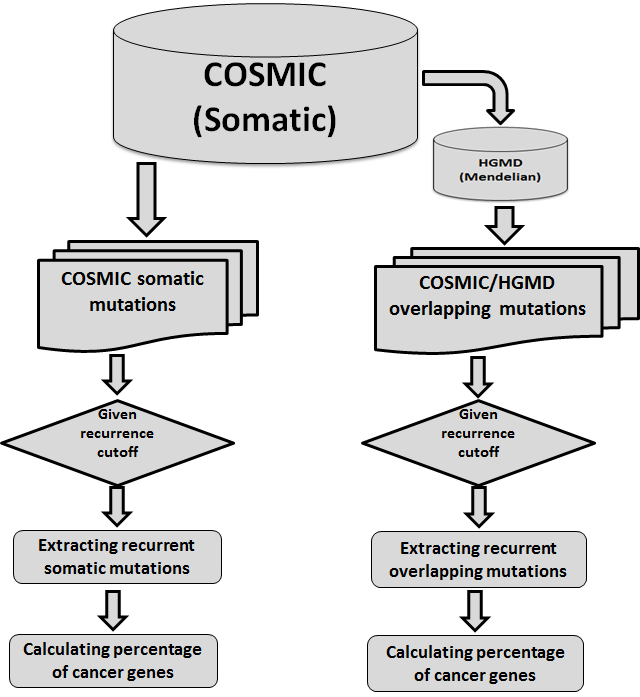 COSMIC
(Somatic)
HGMD
(Mendelian)
COSMIC somatic
mutations
COSMIC/HGMD
overlapping mutations
Given
recurrence
cutoff
Given
recurrence
cutoff
Extracting recurrent
somatic mutations
Extracting recurrent
overlapping mutations
Calculating percentage
of cancer genes
Calculating percentage
of cancer genes